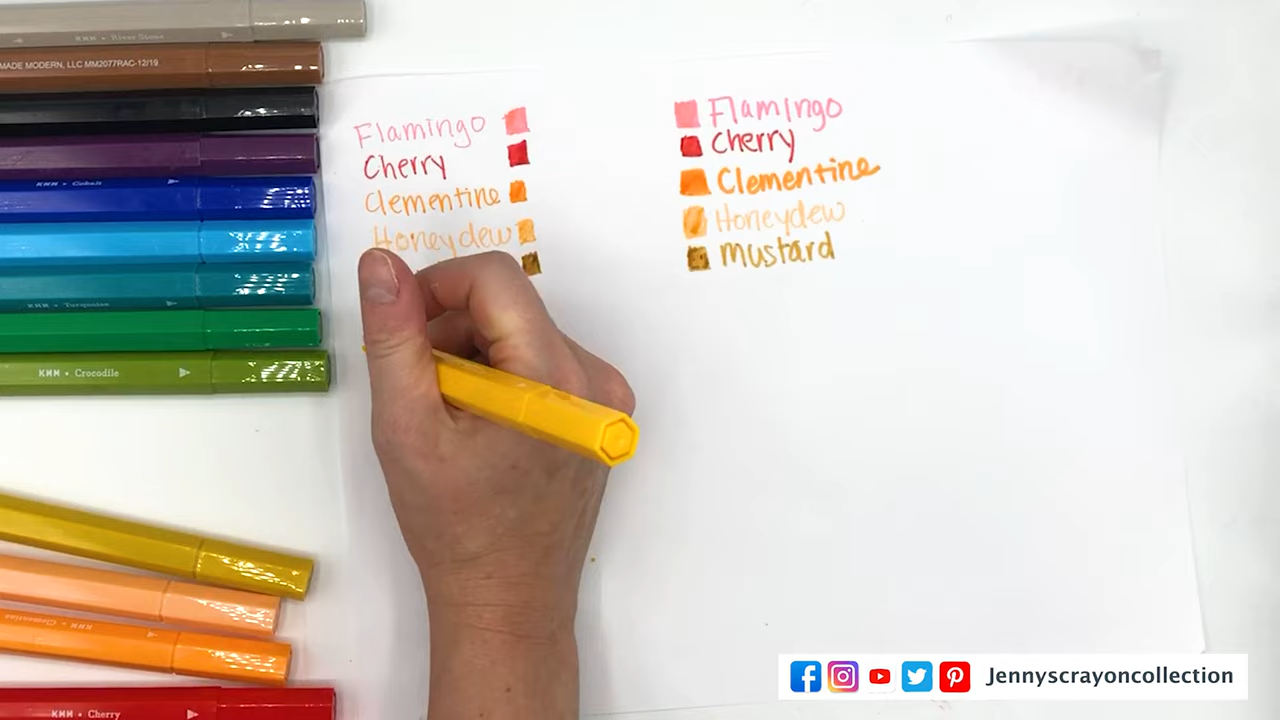 KMM • River Stone
MADE MODERN, LLC MM2077RAC-12/19
KMM • Cobalt
KMM • Turquoise
KMM • Crocodile
KMM • Clementine
KMM • Cherry
Flamingo
Cherry
Clementine
Honeydew
Flamingo
Cherry
Clementine
Honeydew
Mustard
Jennyscrayoncollection